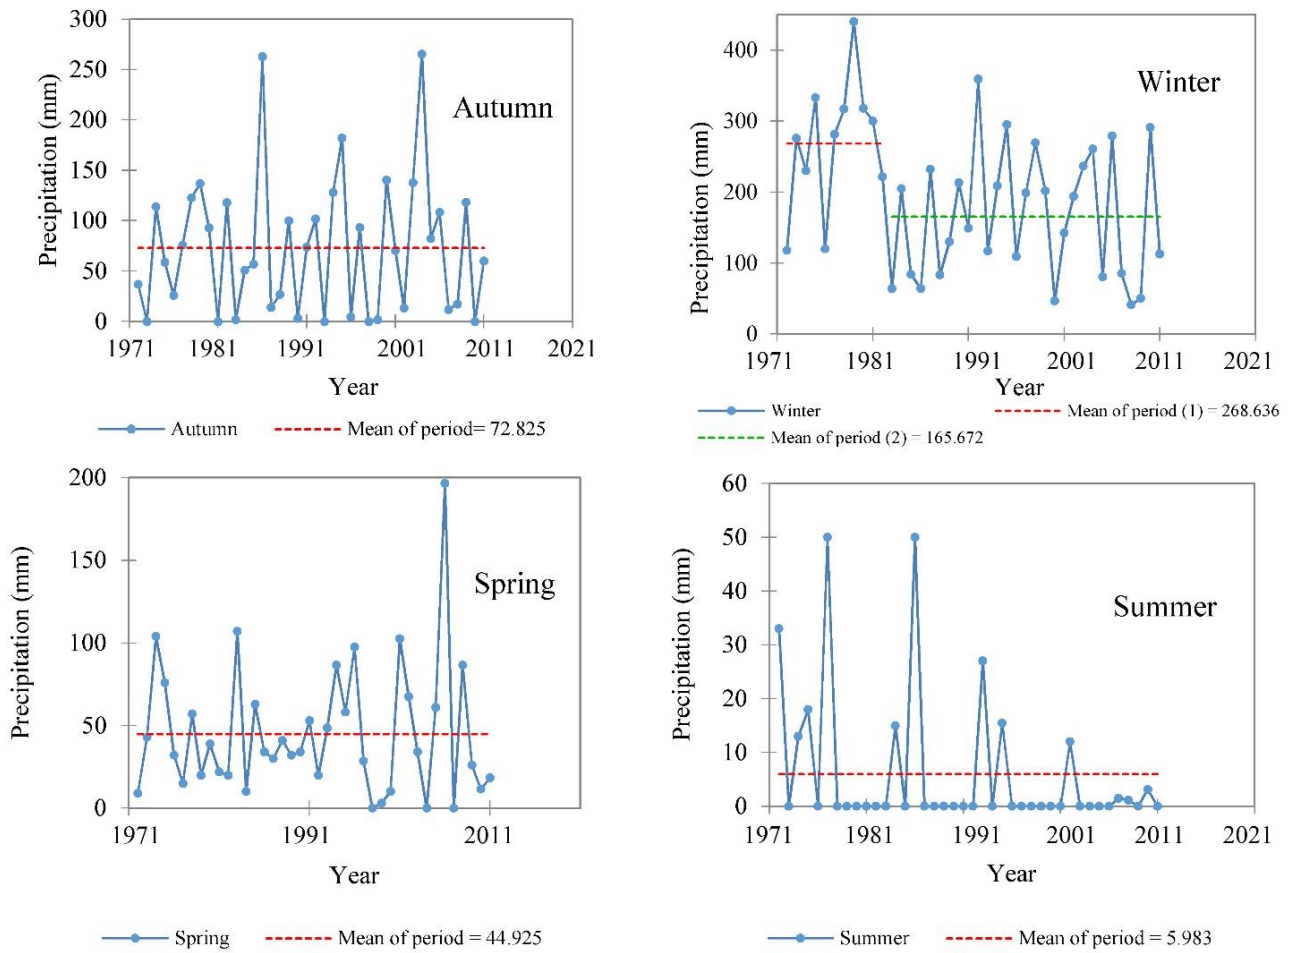 300
250
200
150
100
50
0
Precipitation (mm)
Autumn
1971 1981 1991 2001 2011 2021
Year
Autumn Mean of period= 72.825
400
300
200
100
0
Precipitation (mm)
Winter
1971 1981 1991 2001 2011 2021
Year
Winter Mean of period (1) = 268.636
Mean of period (2) = 165.672
200
150
100
50
0
Precipitation (mm)
Spring
1971 1991 2011
Year
Spring Mean of period = 44.925
60
50
40
30
20
10
0
Precipitation (mm)
Summer
1971 1981 1991 2001 2011 2021
Year
Summer Mean of period = 5.983